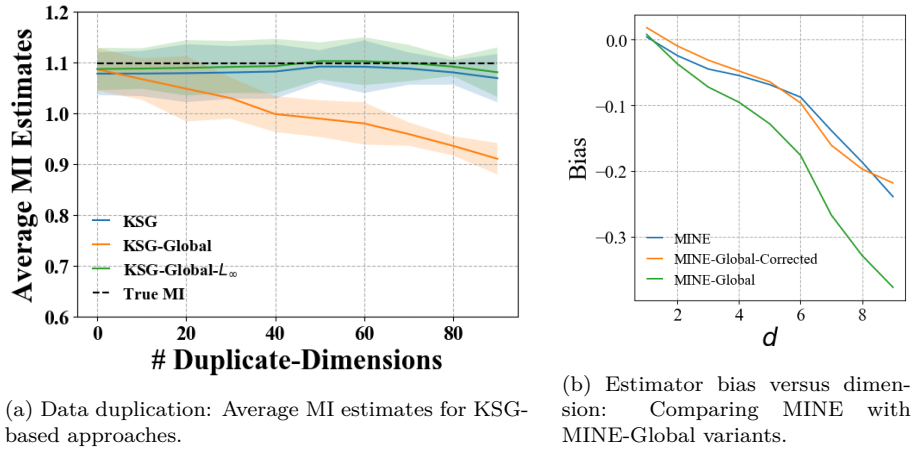 1.2
1.1
1.0
0.9
0.8
0.7
0.6
Average MI Estimates
KSG
KSG-Global
KSG-Global-L∞
True MI
0 20 40 60 80
# Duplicate-Dimensions
(a) Data duplication: Average MI estimates for KSG-
based approaches.
0.0
−0.1
−0.2
−0.3
Bias
MINE
MINE-Global-Corrected
MINE-Global
2 4 6 8
d
(b) Estimator bias versus dimen-
sion: Comparing MINE with
MINE-Global variants.